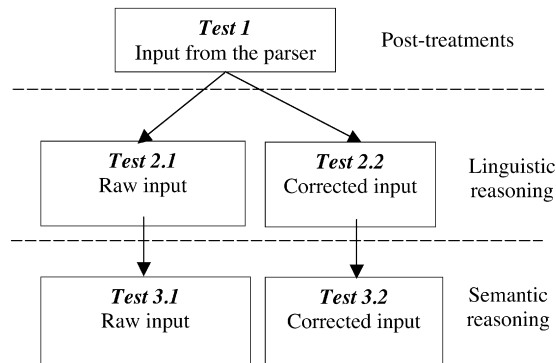 Test 1
Input from the parser
Post-treatments
Test 2.1
Raw input
Test 2.2
Corrected input
Linguistic
reasoning
Test 3.1
Raw input
Test 3.2
Corrected input
Semantic
reasoning